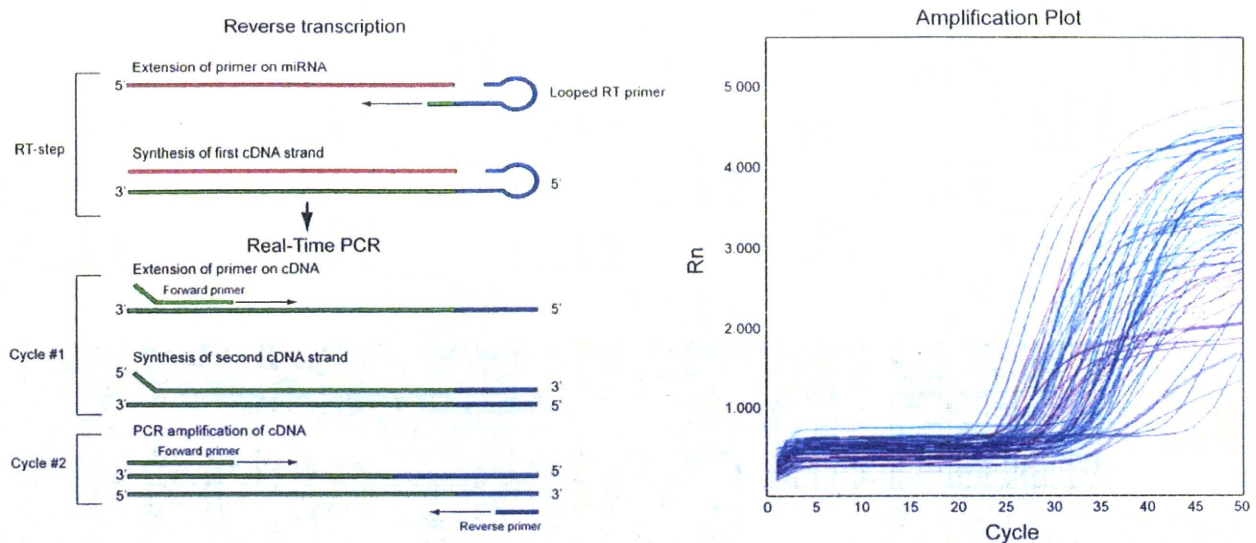 Reverse transcription
Extension of primer on miRNA
5'
Looped RT primer
RT-step
Synthesis of first cDNA strand
3'
5'
Real-Time PCR
Extension of primer on cDNA
Forward primer
3'
5'
Cycle #1
Synthesis of second cDNA strand
5'
3'
3'
5'
PCR amplification of cDNA
Forward primer
Cycle #2
3'
5'
5'
3'
Reverse primer
Amplification Plot
5 000
4 000
3 000
Rn
2 000
1 000
0 5 10 15 20 25 30 35 40 45 50
Cycle